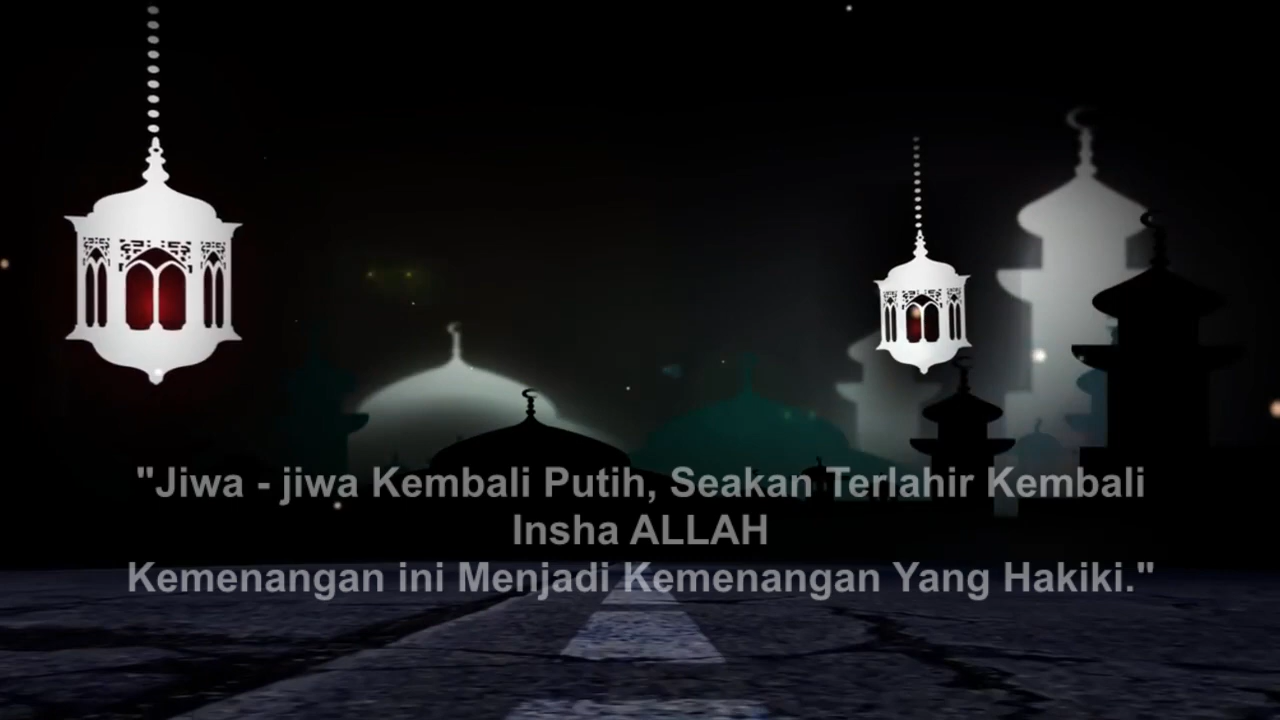 "Jiwa - jiwa Kembali Putih, Seakan Terlahir Kembali
Insha ALLAH
Kemenangan ini Menjadi Kemenangan Yang Hakiki."